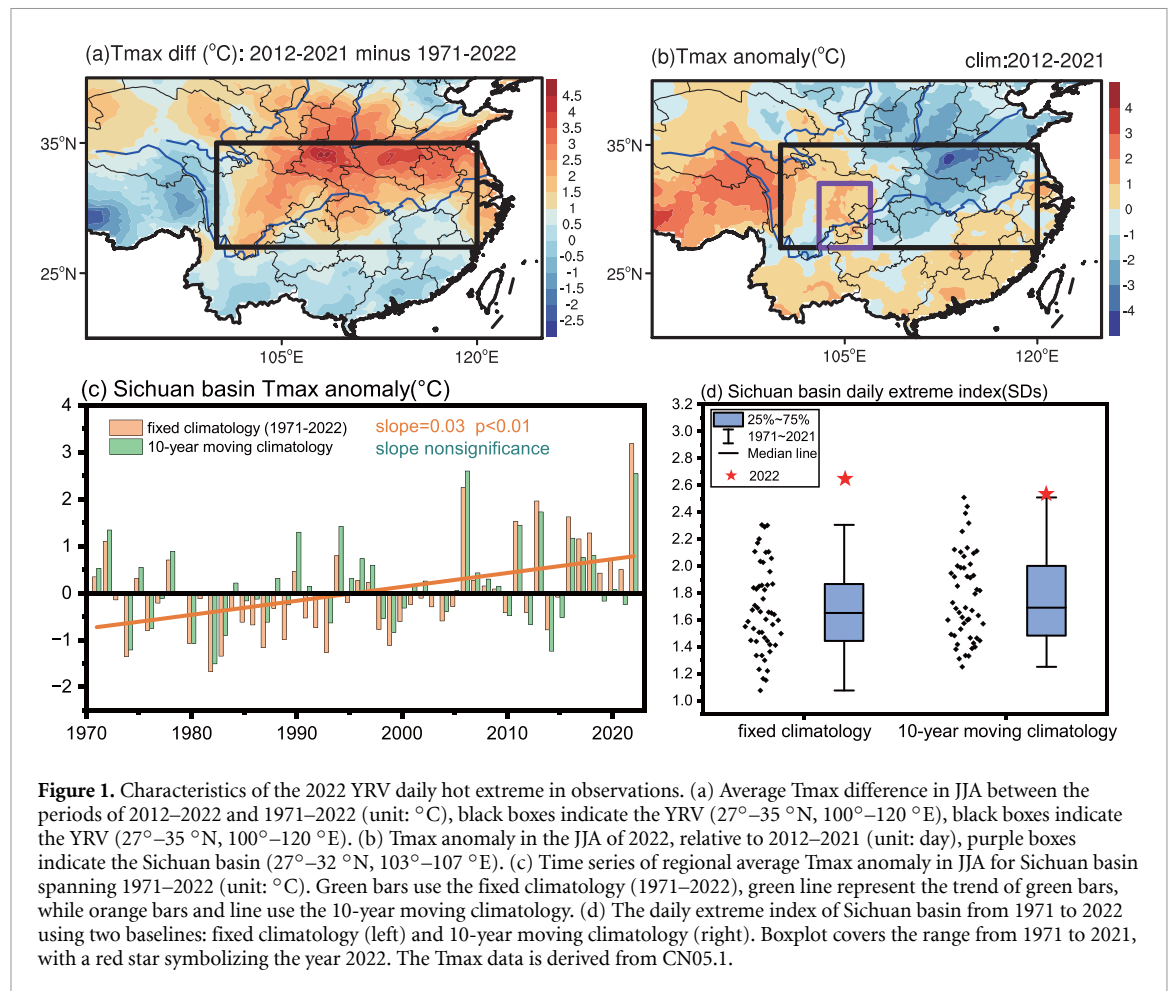 (a)Tmax diff (°C): 2012-2021 minus 1971-2022
35°N
25°N
105°E
120°E
4.5
4
3.5
3
2.5
2
1.5
1
0.5
0
-0.5
-1
-1.5
-2
-2.5
(b)Tmax anomaly(°C)
clim:2012-2021
35°N
25°N
105°E
120°E
4
3
2
1
0
-1
-2
-3
-4
(c) Sichuan basin Tmax anomaly(°C)
fixed climatology (1971-2022)
10-year moving climatology
slope=0.03 p<0.01
slope nonsignificance
4
3
2
1
0
−1
−2
1970
1980
1990
2000
2010
2020
(d) Sichuan basin daily extreme index(SDs)
25%~75%
1971~2021
Median line
2022
3.2
3.0
2.8
2.6
2.4
2.2
2.0
1.8
1.6
1.4
1.2
1.0
fixed climatology
10-year moving climatology
Figure 1. Characteristics of the 2022 YRV daily hot extreme in observations. (a) Average Tmax difference in JJA between the
periods of 2012–2022 and 1971–2022 (unit: °C), black boxes indicate the YRV (27°–35 °N, 100°–120 °E), black boxes indicate
the YRV (27°–35 °N, 100°–120 °E). (b) Tmax anomaly in the JJA of 2022, relative to 2012–2021 (unit: day), purple boxes
indicate the Sichuan basin (27°–32 °N, 103°–107 °E). (c) Time series of regional average Tmax anomaly in JJA for Sichuan basin
spanning 1971–2022 (unit: °C). Green bars use the fixed climatology (1971–2022), green line represent the trend of green bars,
while orange bars and line use the 10-year moving climatology. (d) The daily extreme index of Sichuan basin from 1971 to 2022
using two baselines: fixed climatology (left) and 10-year moving climatology (right). Boxplot covers the range from 1971 to 2021,
with a red star symbolizing the year 2022. The Tmax data is derived from CN05.1.